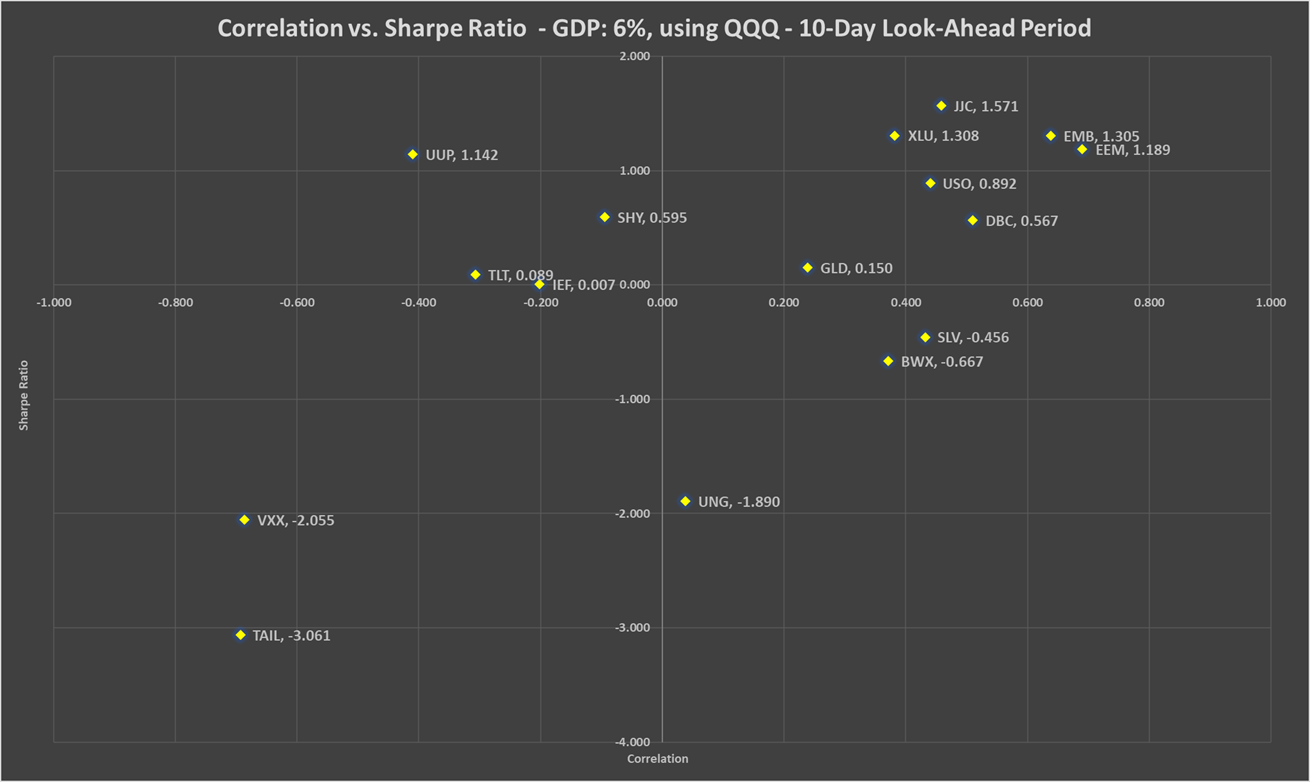 Correlation vs. Sharpe Ratio - GDP: 6%, using QQQ - 10-Day Look-Ahead Period
2.000
JJC, 1.571
XLU, 1.308
EMB, 1.305
EEM, 1.189
UUP, 1.142
1.000
USO, 0.892
SHY, 0.595
DBC, 0.567
GLD, 0.150
TLT, 0.089
IEF, 0.007
0.000
-1.000 -0.800 -0.600 -0.400 -0.200 0.000 0.200 0.400 0.600 0.800 1.000
SLV, -0.456
BWX, -0.667
Sharpe Ratio
-1.000
UNG, -1.890
-2.000
VXX, -2.055
-3.000
TAIL, -3.061
-4.000
Correlation